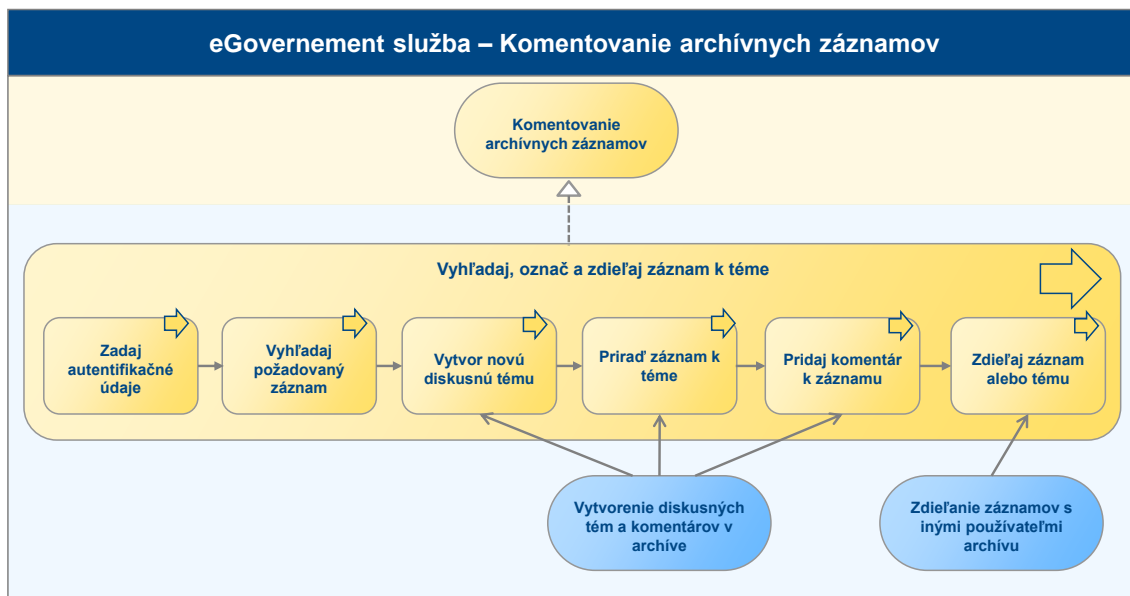 eGovernement služba – Komentovanie archívnych záznamov
Komentovanie
archívnych záznamov
Vyhľadaj, označ a zdieľaj záznam k téme
Zadaj
autentifikačné
údaje
Vyhľadaj
požadovaný
záznam
Vytvor novú
diskusnú tému
Priraď záznam k
téme
Pridaj komentár
k záznamu
Zdieľaj záznam
alebo tému
Vytvorenie diskusných
tém a komentárov v
archíve
Zdieľanie záznamov s
inými používateľmi
archívu